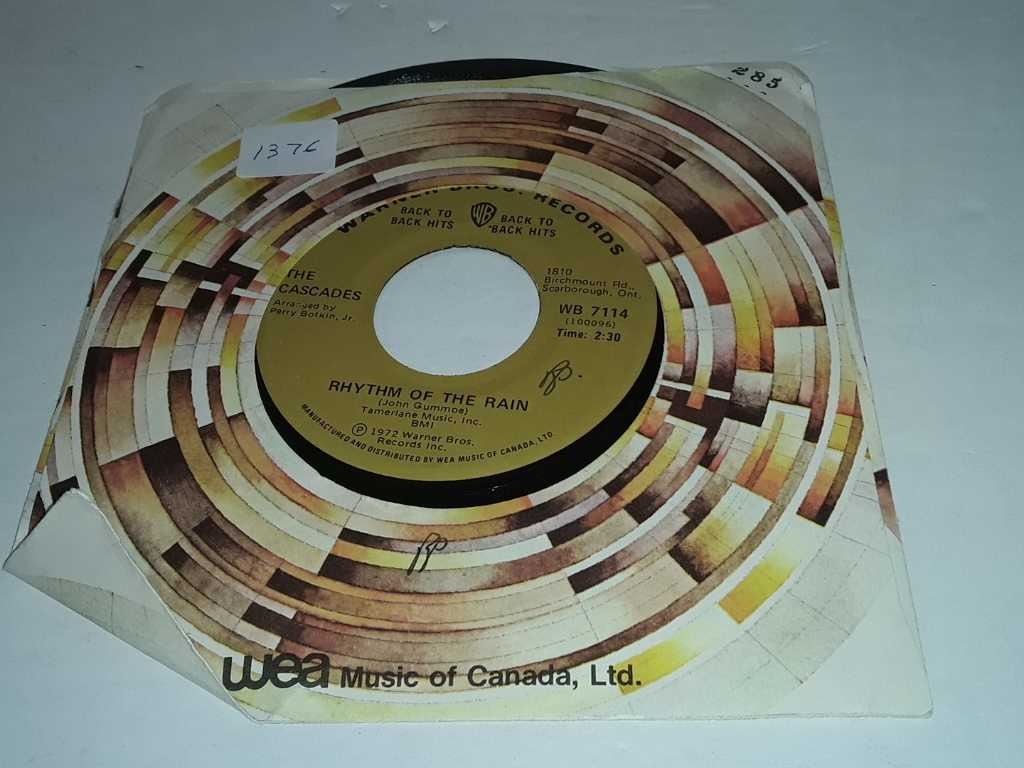 285
1376
WARNER BROS. RECORDS
BACK TO
BACK HITS
WB
BACK TO
BACK HITS
THE
CASCADES
Arranged by
Perry Botkin, Jr.
1810
Birchmount Rd.,
Scarborough, Ont.
WB 7114
(100096)
Time: 2:30
RHYTHM OF THE RAIN
(John Gummoe)
Tamerlane Music, Inc.
BMI
Ⓟ 1972 Warner Bros.
Records Inc.
MANUFACTURED AND DISTRIBUTED BY WEA MUSIC OF CANADA, LTD.
wea Music of Canada, Ltd.